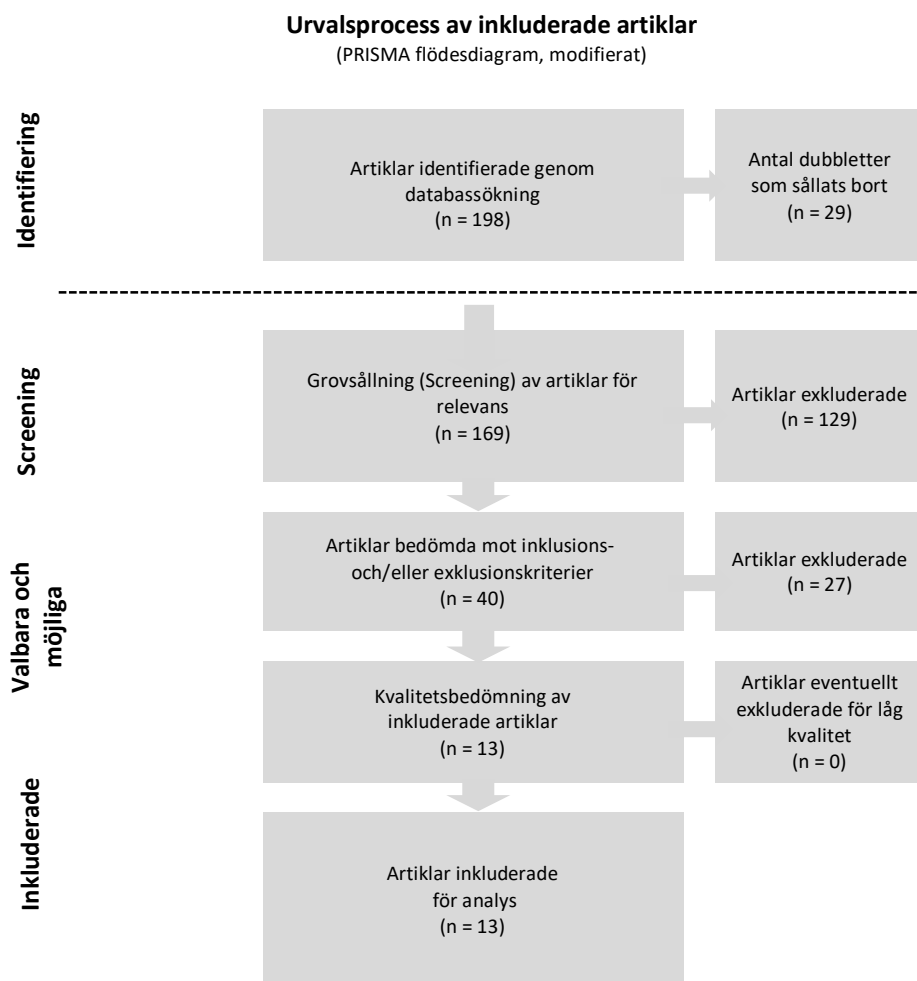 Urvalsprocess av inkluderade artiklar
(PRISMA flödesdiagram, modifierat)
Identifiering
Artiklar identifierade genom
databassökning
(n = 198)
Antal dubbletter
som sållats bort
(n = 29)
Screening
Grovsållning (Screening) av artiklar för
relevans
(n = 169)
Artiklar exkluderade
(n = 129)
Valbara och
möjliga
Artiklar bedömda mot inklusions-
och/eller exklusionskriterier
(n = 40)
Artiklar exkluderade
(n = 27)
Kvalitetsbedömning av
inkluderade artiklar
(n = 13)
Artiklar eventuellt
exkluderade för låg
kvalitet
(n = 0)
Inkluderade
Artiklar inkluderade
för analys
(n = 13)